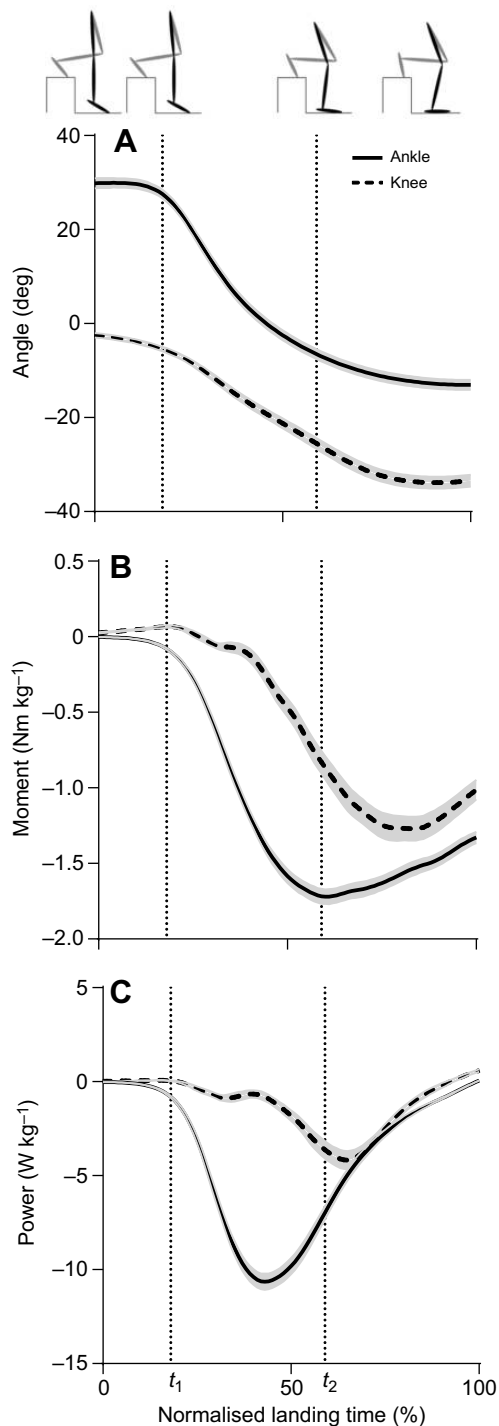 A
40
20
0
–20
–40
Angle (deg)
Ankle
Knee
B
0.5
0
–0.5
–1.0
–1.5
–2.0
Moment (Nm kg–1)
C
5
0
–5
–10
–15
Power (W kg–1)
0 t1 50 t2 100
Normalised landing time (%)